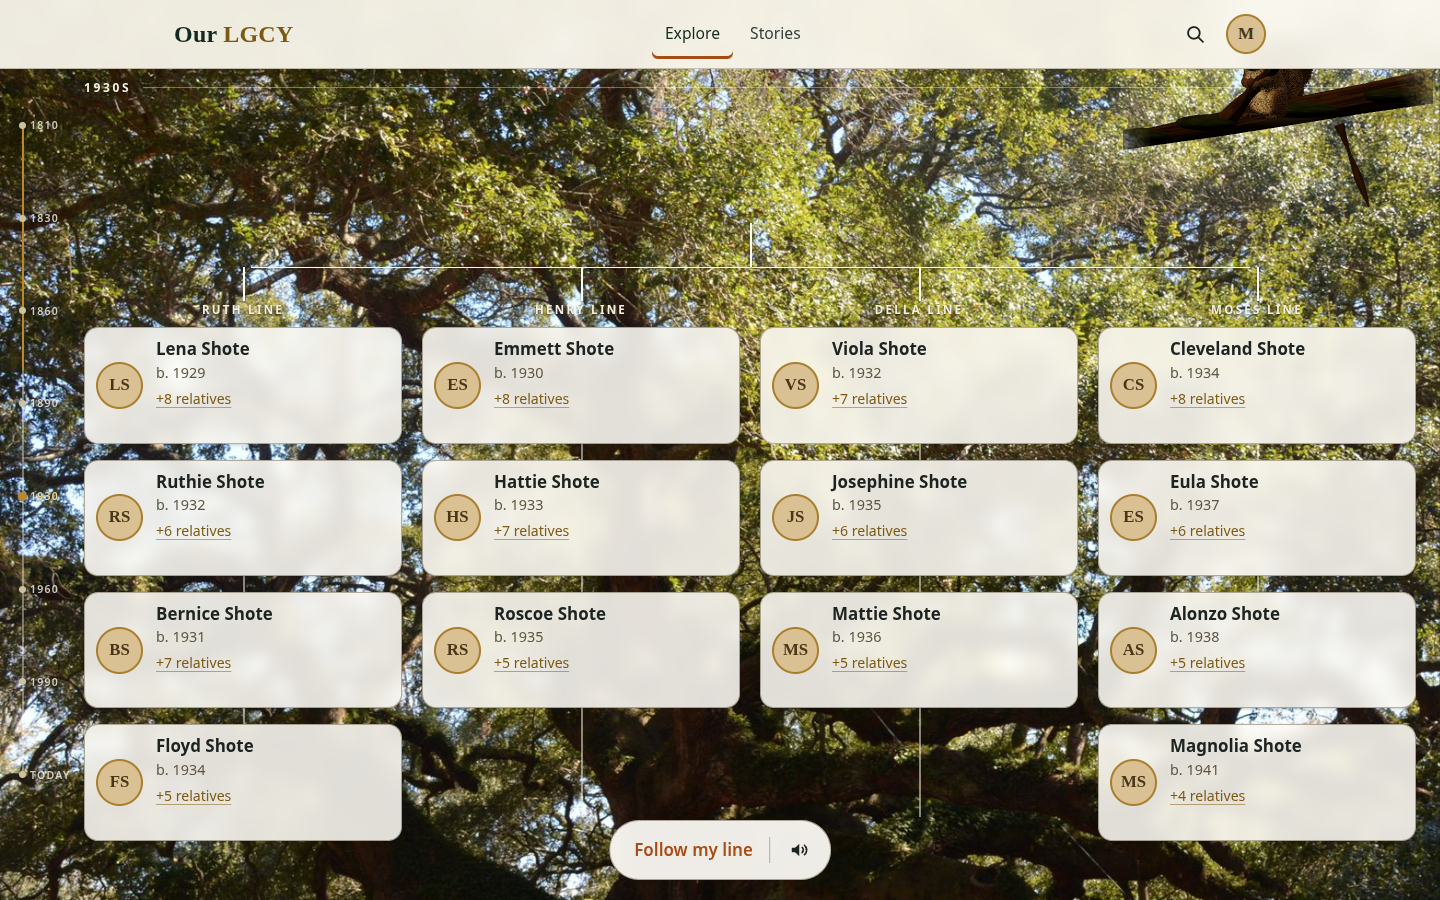 Our LGCY
Explore
Stories
M
1930S
1810
1830
1860
1890
1930
1960
1990
TODAY
RUTH LINE
HENRY LINE
DELLA LINE
MOSES LINE
LS
Lena Shote
b. 1929
+8 relatives
ES
Emmett Shote
b. 1930
+8 relatives
VS
Viola Shote
b. 1932
+7 relatives
CS
Cleveland Shote
b. 1934
+8 relatives
RS
Ruthie Shote
b. 1932
+6 relatives
HS
Hattie Shote
b. 1933
+7 relatives
JS
Josephine Shote
b. 1935
+6 relatives
ES
Eula Shote
b. 1937
+6 relatives
BS
Bernice Shote
b. 1931
+7 relatives
RS
Roscoe Shote
b. 1935
+5 relatives
MS
Mattie Shote
b. 1936
+5 relatives
AS
Alonzo Shote
b. 1938
+5 relatives
FS
Floyd Shote
b. 1934
+5 relatives
MS
Magnolia Shote
b. 1941
+4 relatives
Follow my line